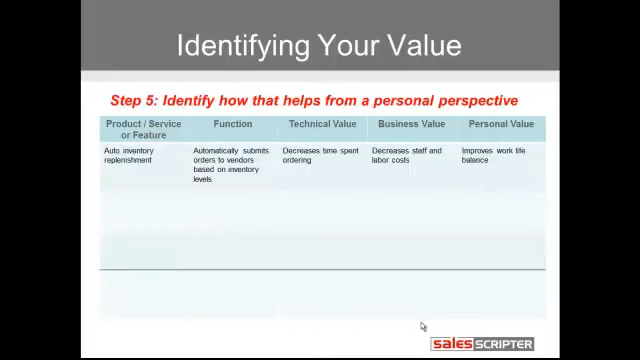 Identifying Your Value
Step 5: Identify how that helps from a personal perspective
Product / Service
or Feature
Function
Technical Value
Business Value
Personal Value
Auto inventory
replenishment
Automatically submits
orders to vendors
based on inventory
levels
Decreases time spent
ordering
Decreases staff and
labor costs
Improves work life
balance
salesSCRIPTER